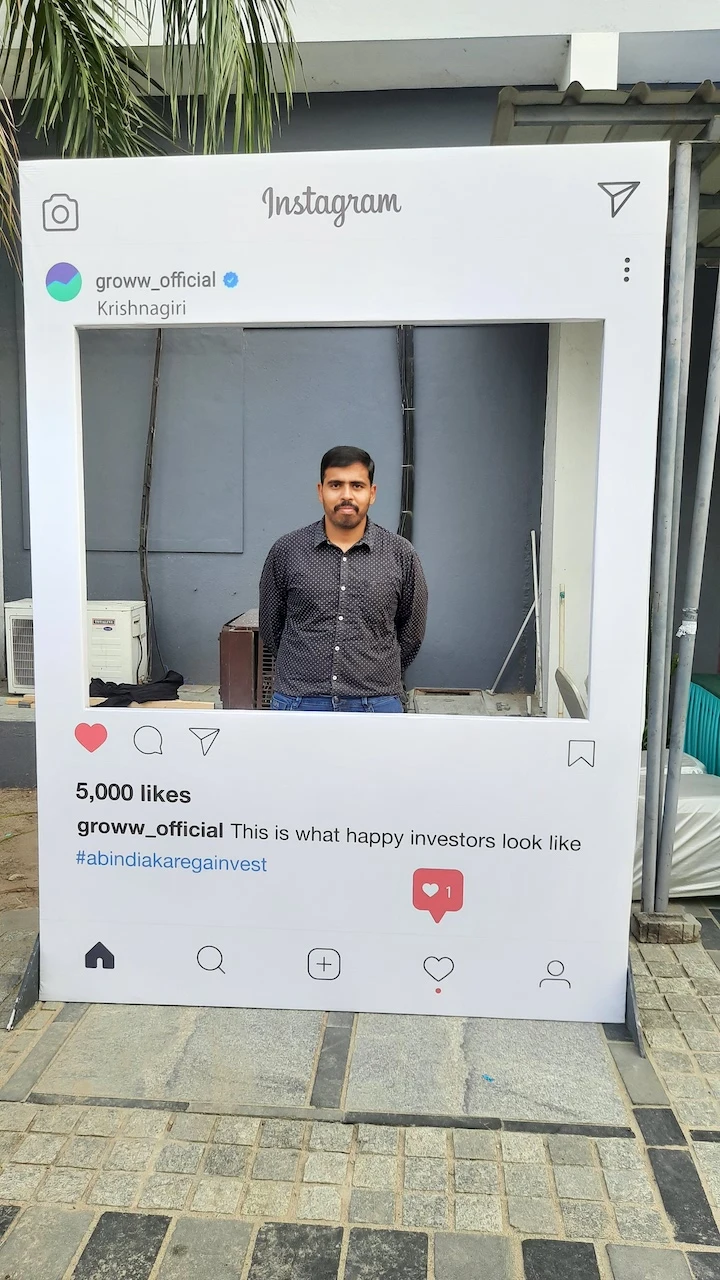 Instagram
groww_official
Krishnagiri
5,000 likes
groww_official This is what happy investors look like
#abindiakaregainvest
1